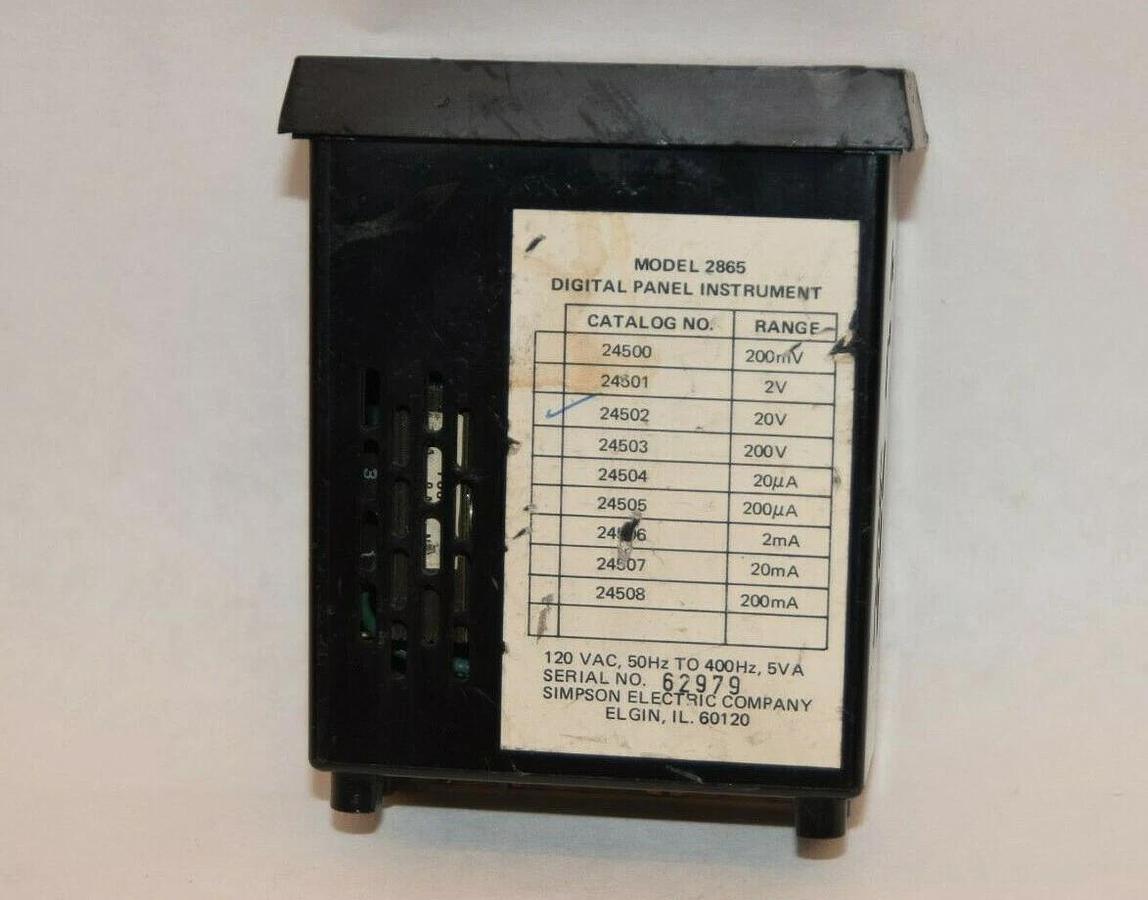 MODEL 2865
DIGITAL PANEL INSTRUMENT
CATALOG NO. RANGE
24500 200mV
24501 2V
24502 20V
24503 200V
24504 20μA
24505 200μA
24506 2mA
24507 20mA
24508 200mA
120 VAC, 50Hz TO 400Hz, 5VA
SERIAL NO. 62979
SIMPSON ELECTRIC COMPANY
ELGIN, IL. 60120
3